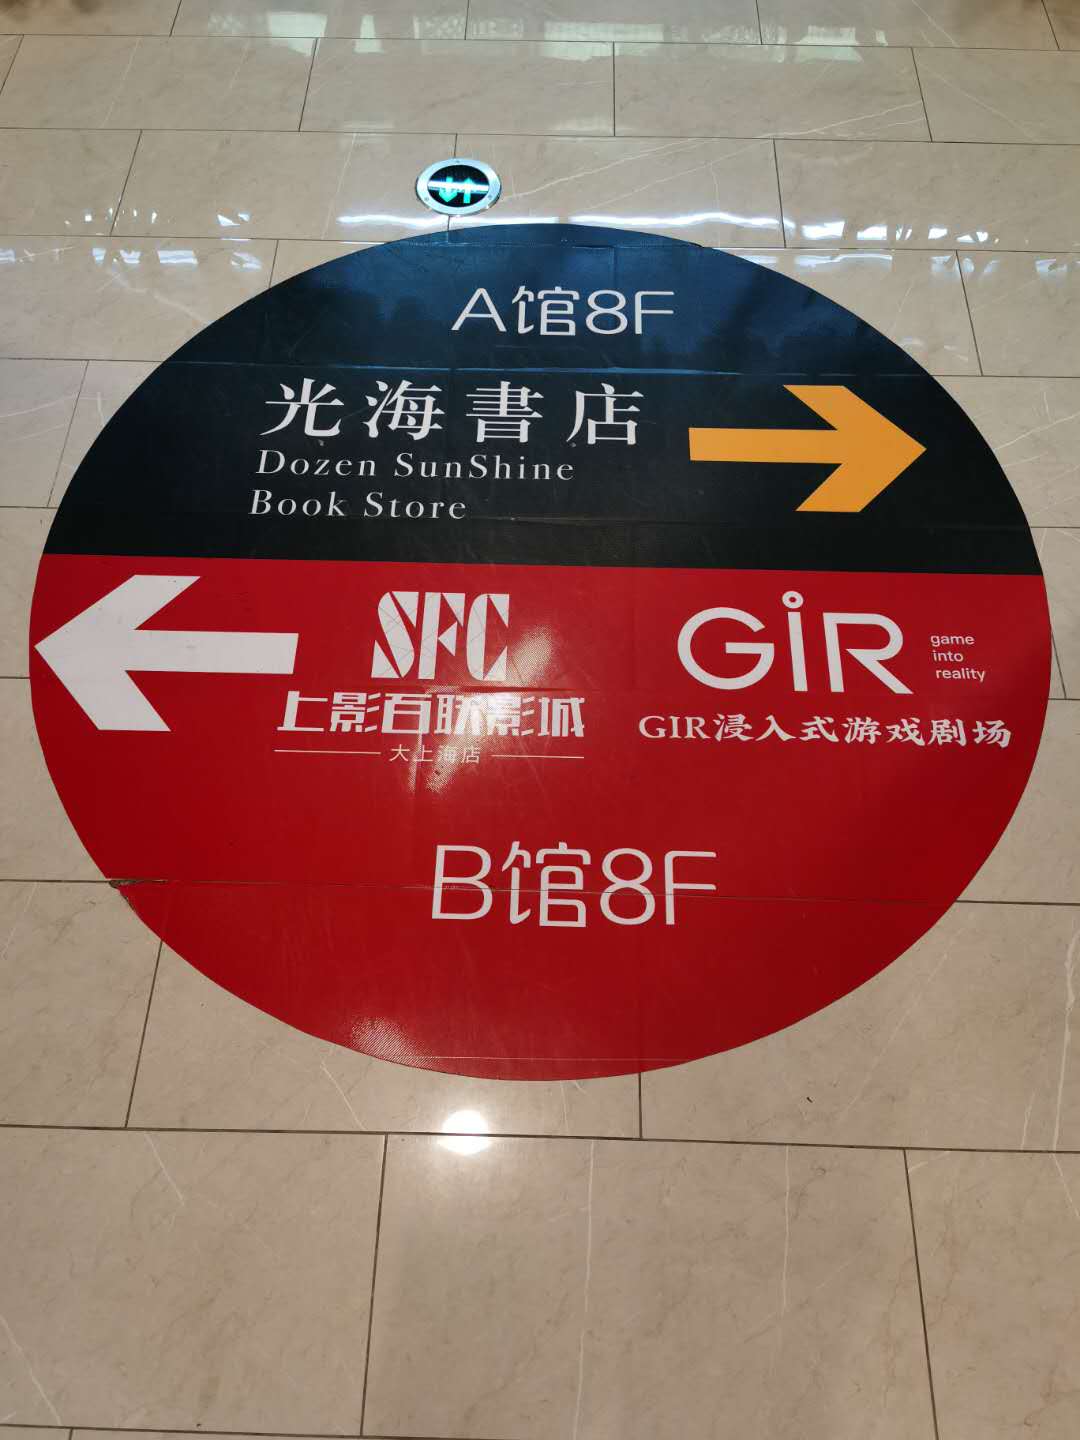 A馆8F
光海書店
Dozen SunShine
Book Store
SFC
上影百联影城
大上海店
GiR
game
into
reality
GIR浸入式游戏剧场
B馆8F